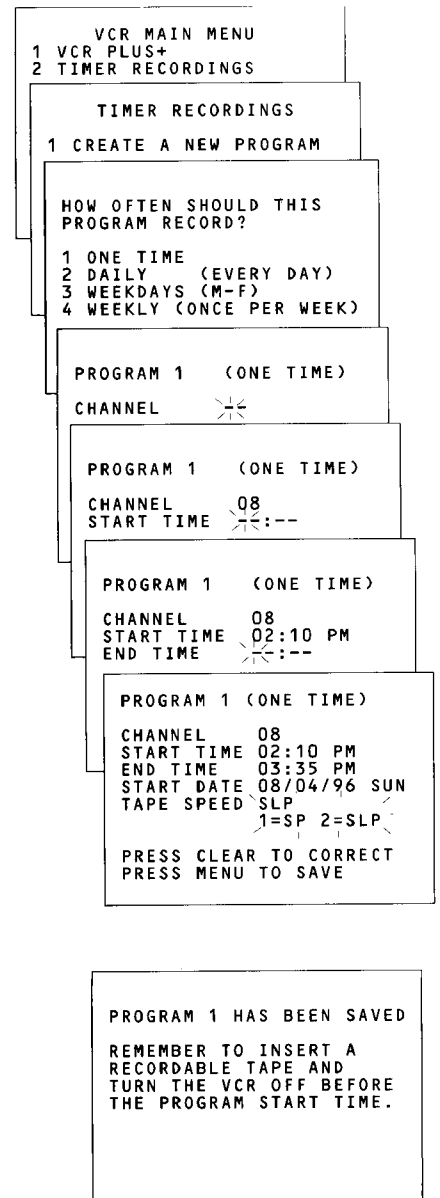 VCR MAIN MENU
1 VCR PLUS+
2 TIMER RECORDINGS
TIMER RECORDINGS
1 CREATE A NEW PROGRAM
HOW OFTEN SHOULD THIS
PROGRAM RECORD?
1 ONE TIME
2 DAILY (EVERY DAY)
3 WEEKDAYS (M-F)
4 WEEKLY (ONCE PER WEEK)
PROGRAM 1 (ONE TIME)
CHANNEL --
PROGRAM 1 (ONE TIME)
CHANNEL 08
START TIME --:--
PROGRAM 1 (ONE TIME)
CHANNEL 08
START TIME 02:10 PM
END TIME --:--
PROGRAM 1 (ONE TIME)
CHANNEL 08
START TIME 02:10 PM
END TIME 03:35 PM
START DATE 08/04/96 SUN
TAPE SPEED SLP
1=SP 2=SLP
PRESS CLEAR TO CORRECT
PRESS MENU TO SAVE
PROGRAM 1 HAS BEEN SAVED
REMEMBER TO INSERT A
RECORDABLE TAPE AND
TURN THE VCR OFF BEFORE
THE PROGRAM START TIME.